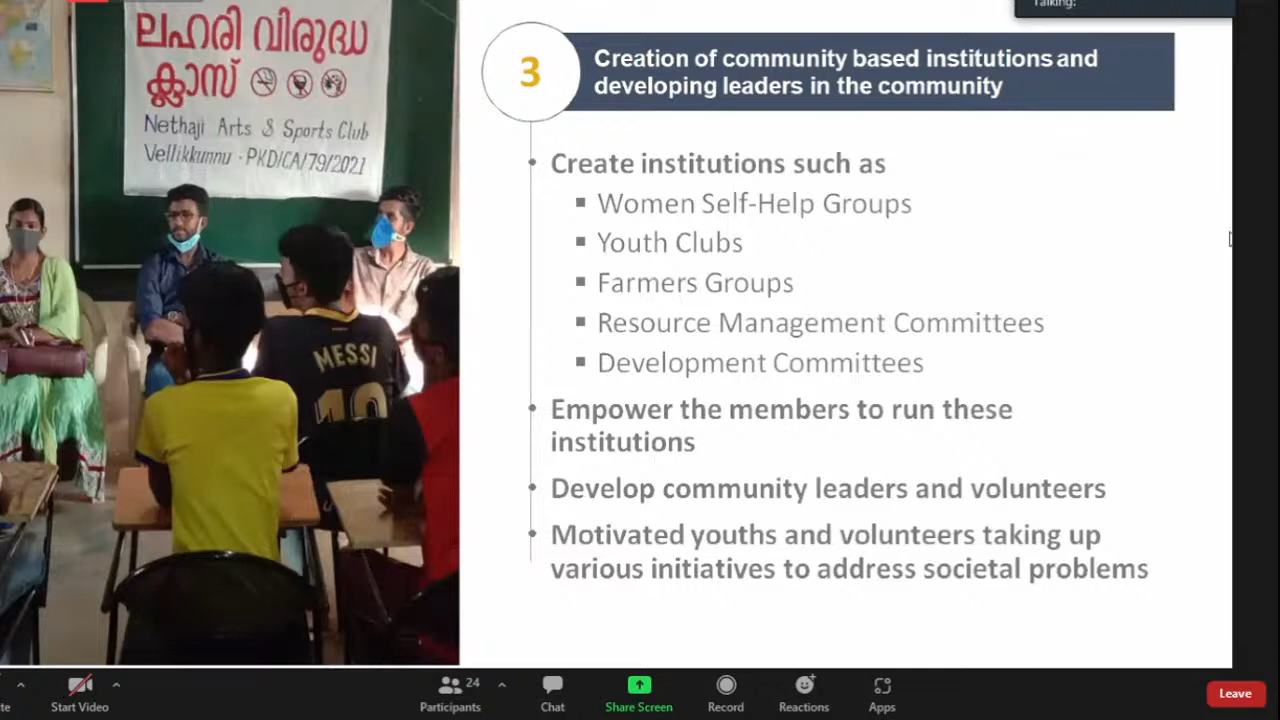 Talking:
ലഹരി വിരുദ്ധ
ക്ലാസ്
Nethaji Arts & Sports Club
Vellikkunnu - PKD/CA/79/2021
MESSI
10
3
Creation of community based institutions and
developing leaders in the community
• Create institutions such as
▪ Women Self-Help Groups
▪ Youth Clubs
▪ Farmers Groups
▪ Resource Management Committees
▪ Development Committees
• Empower the members to run these
institutions
• Develop community leaders and volunteers
• Motivated youths and volunteers taking up
various initiatives to address societal problems
Start Video
24
Participants
Chat
Share Screen
Record
Reactions
Apps
Leave